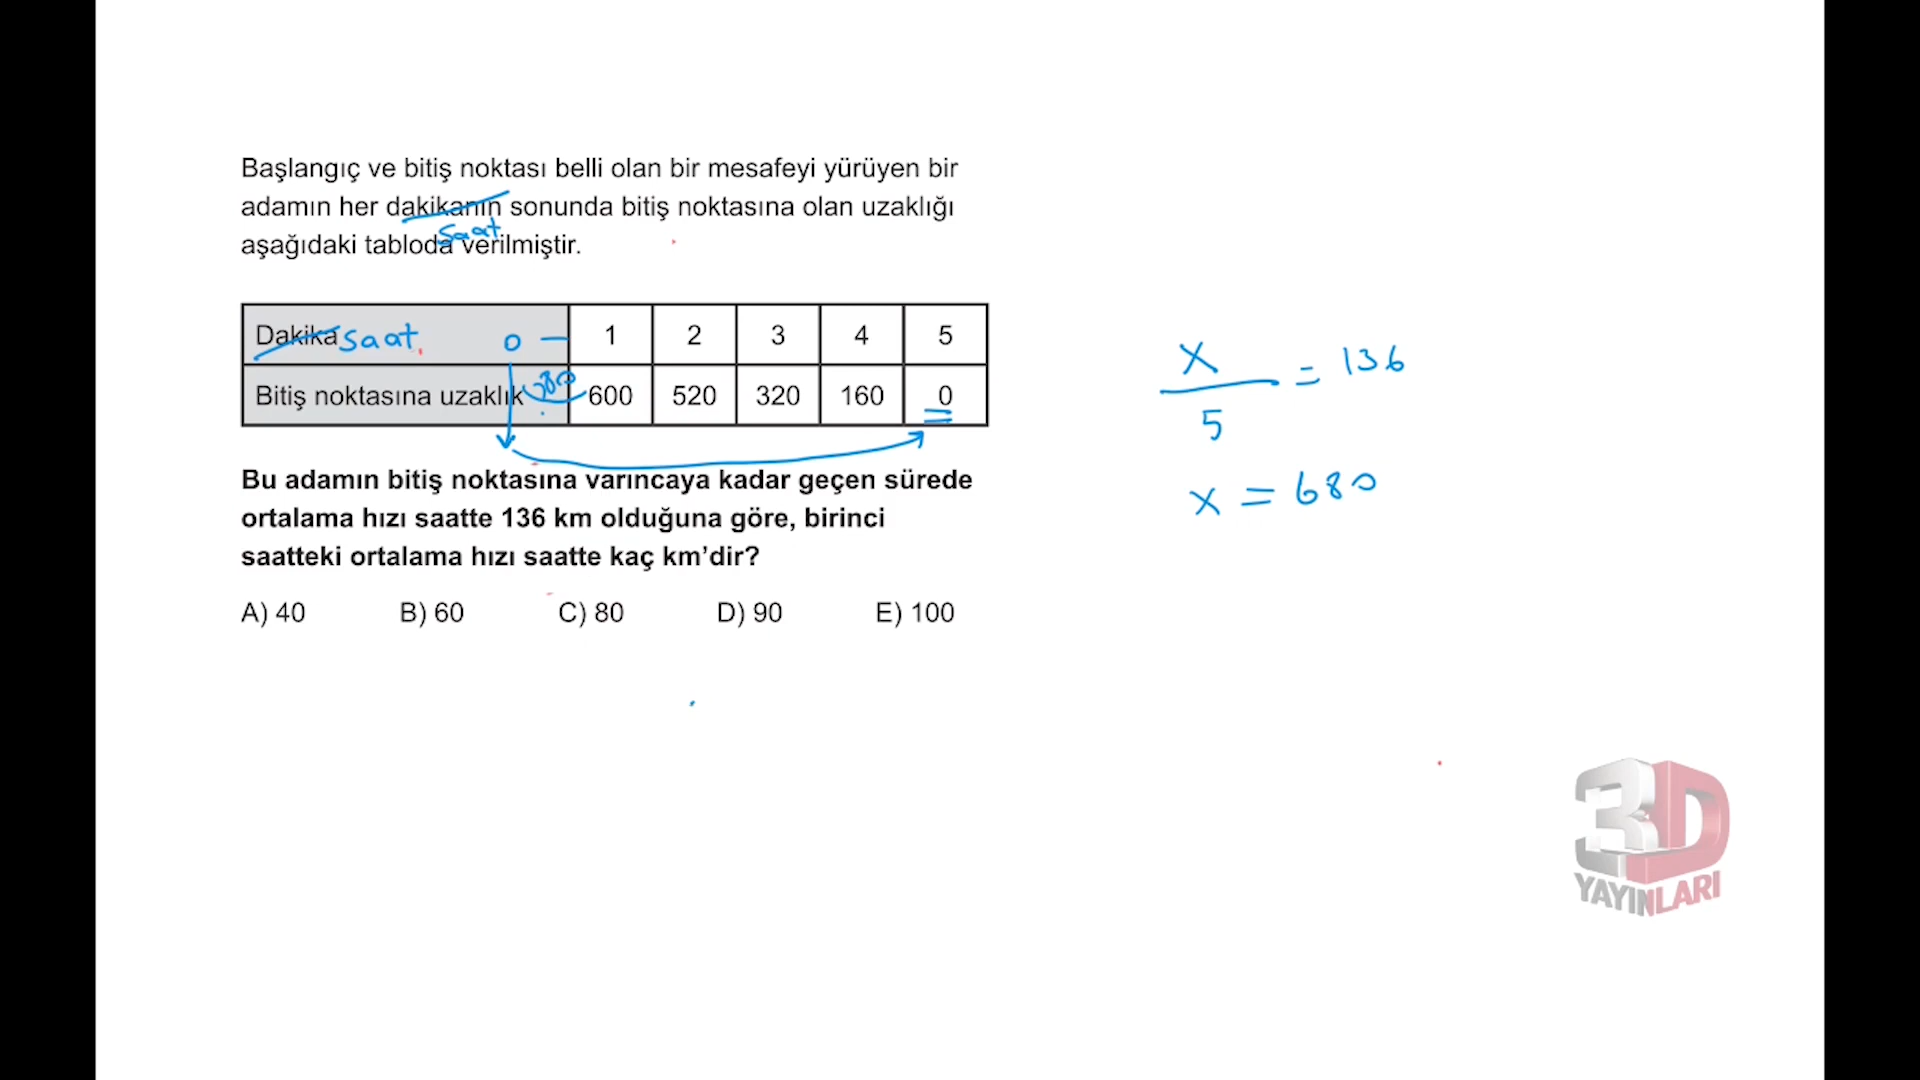 Başlangıç ve bitiş noktası belli olan bir mesafeyi yürüyen bir
adamın her dakikanın sonunda bitiş noktasına olan uzaklığı
saat
aşağıdaki tabloda verilmiştir.
Dakika saat 0 1 2 3 4 5
Bitiş noktasına uzaklık 600 520 320 160 0
Bu adamın bitiş noktasına varıncaya kadar geçen sürede
ortalama hızı saatte 136 km olduğuna göre, birinci
saatteki ortalama hızı saatte kaç km’dir?
A) 40 B) 60 C) 80 D) 90 E) 100
x
5
= 136
x = 680
3D
YAYINLARI